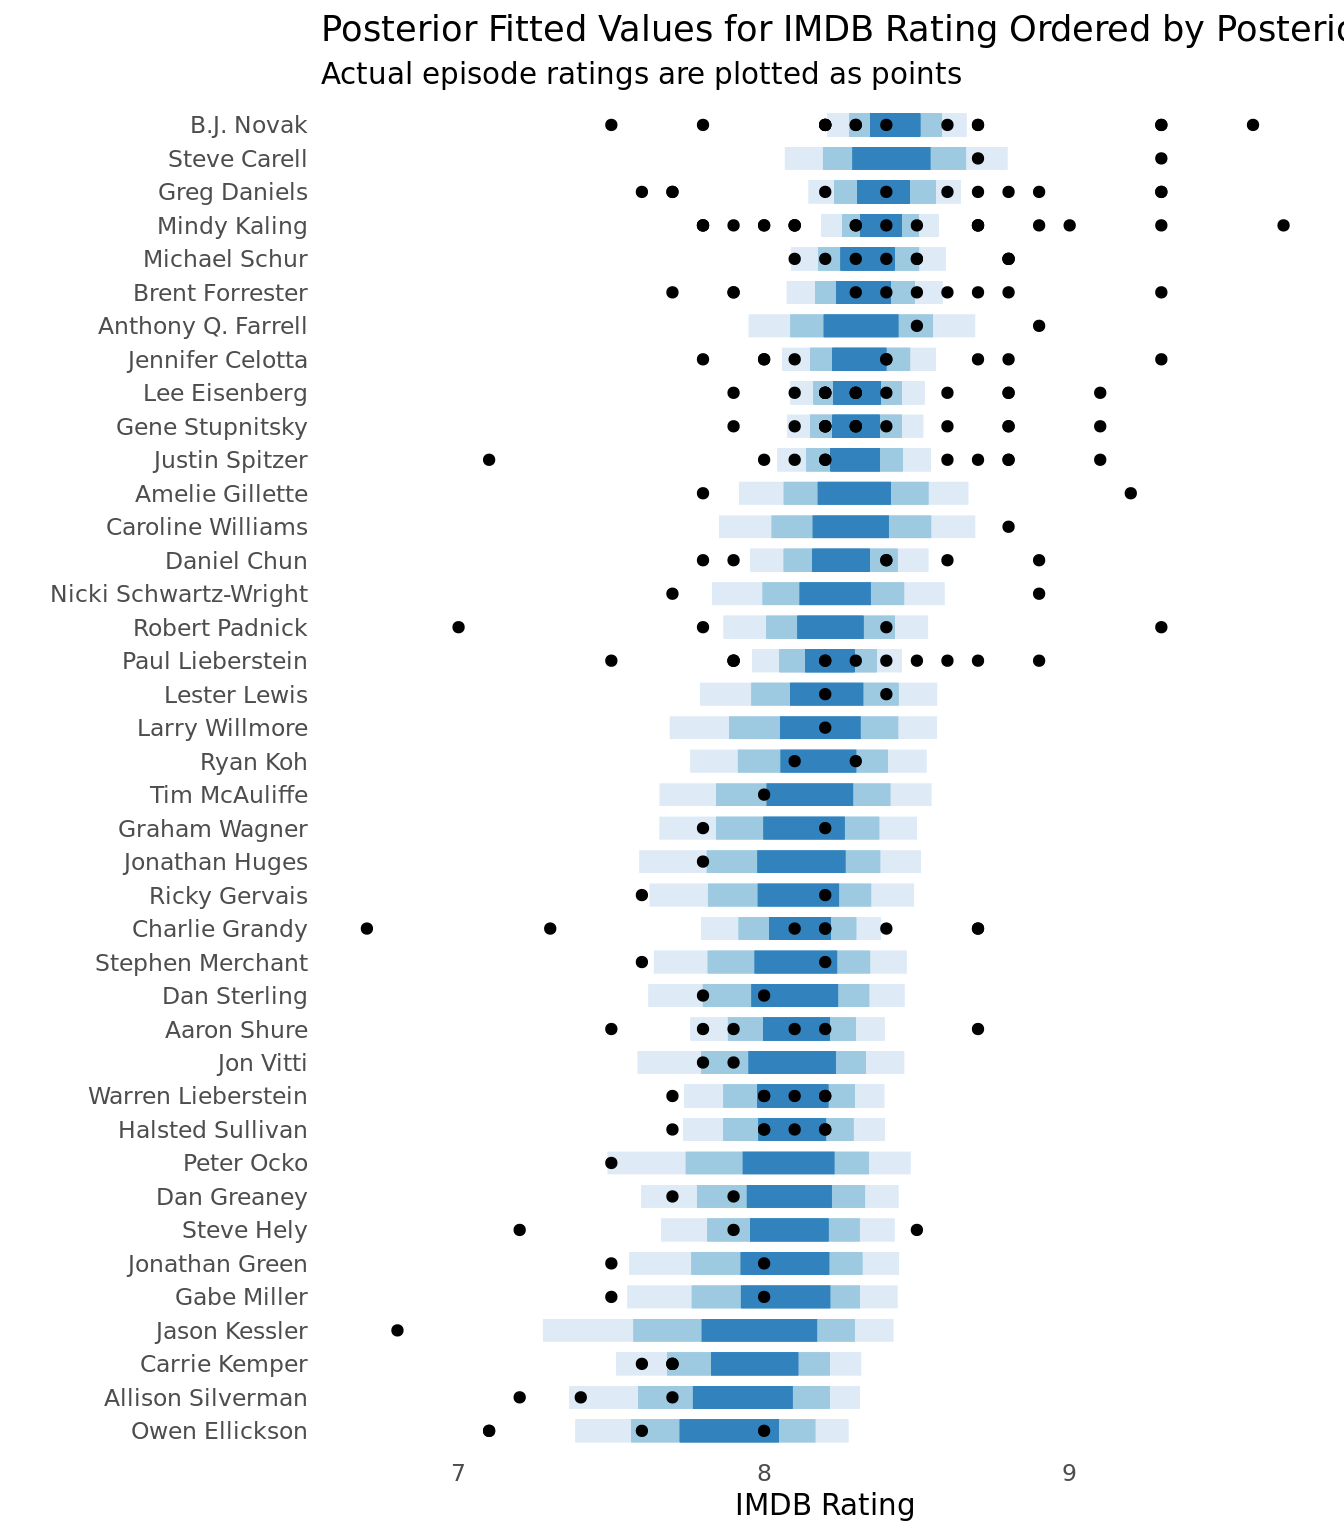 Posterior Fitted Values for IMDB Rating Ordered by
Actual episode ratings are plotted as points
B.J. Novak
Steve Carell
Greg Daniels
Mindy Kaling
Michael Schur
Brent Forrester
Anthony Q. Farrell
Jennifer Celotta
Lee Eisenberg
Gene Stupnitsky
Justin Spitzer
Amelie Gillette
Caroline Williams
Daniel Chun
Nicki Schwartz-Wright
Robert Padnick
Paul Lieberstein
Lester Lewis
Larry Willmore
Ryan Koh
Tim McAuliffe
Graham Wagner
Jonathan Huges
Ricky Gervais
Charlie Grandy
Stephen Merchant
Dan Sterling
Aaron Shure
Jon Vitti
Warren Lieberstein
Halsted Sullivan
Peter Ocko
Dan Greaney
Steve Hely
Jonathan Green
Gabe Miller
Jason Kessler
Carrie Kemper
Allison Silverman
Owen Ellickson
7 8 9
IMDB Rating